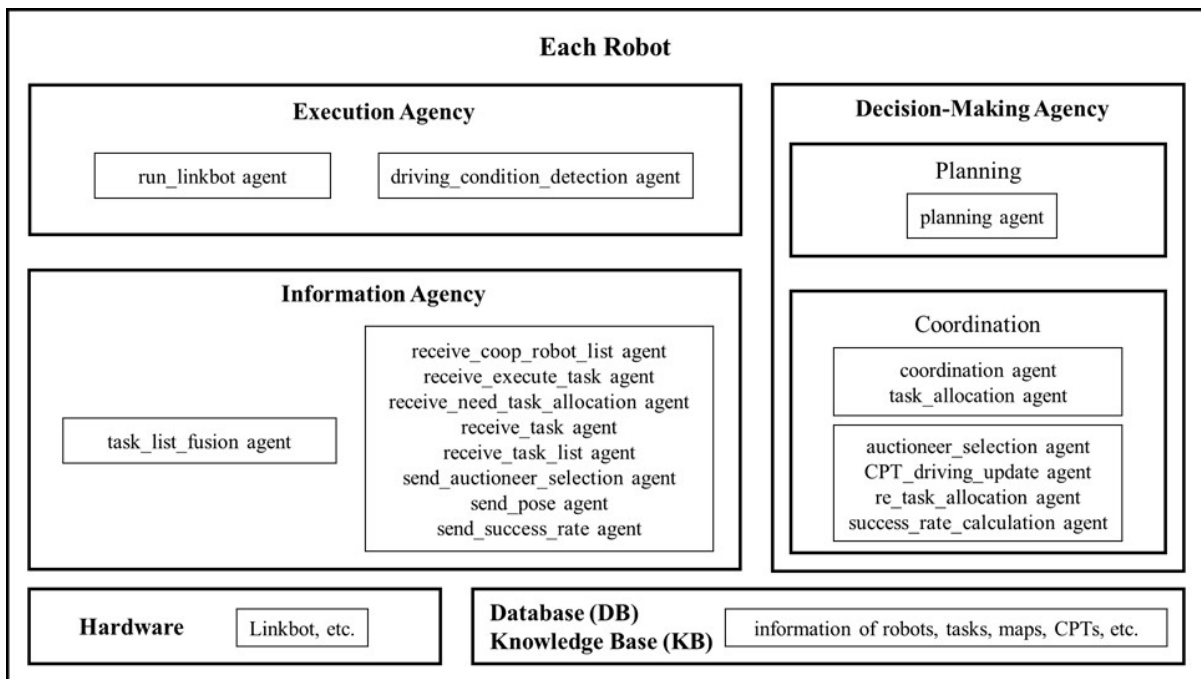 Each Robot
Execution Agency
run_linkbot agent
driving_condition_detection agent
Information Agency
task_list_fusion agent
receive_coop_robot_list agent
receive_execute_task agent
receive_need_task_allocation agent
receive_task agent
receive_task_list agent
send_auctioneer_selection agent
send_pose agent
send_success_rate agent
Decision-Making Agency
Planning
planning agent
Coordination
coordination agent
task_allocation agent
auctioneer_selection agent
CPT_driving_update agent
re_task_allocation agent
success_rate_calculation agent
Hardware
Linkbot, etc.
Database (DB)
Knowledge Base (KB)
information of robots, tasks, maps, CPTs, etc.